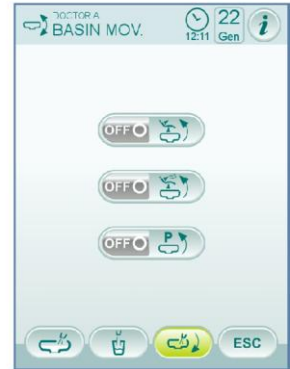 DOCTOR A
BASIN MOV.
12:11
22
Gen
i
OFF
OFF
OFF P
ESC